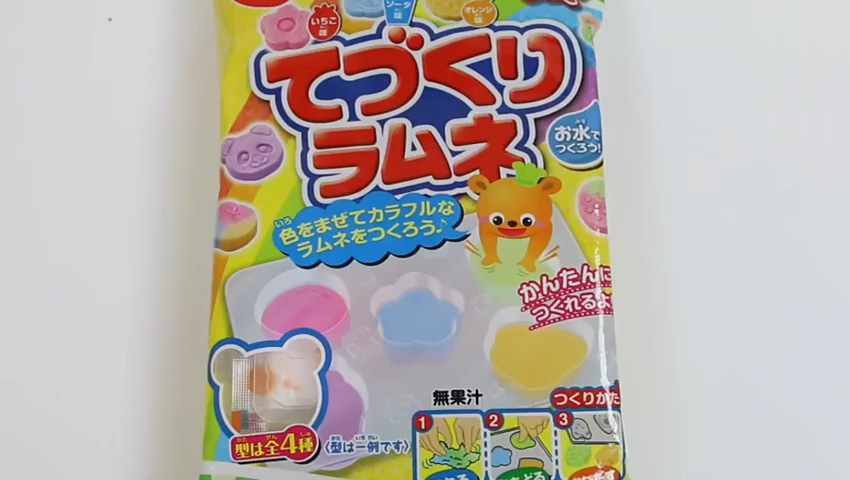 いちご味
ソーダ味
オレンジ味
てづくり
ラムネ
お水で
つくろう!
色をまぜてカラフルな
ラムネをつくろう♪
かんたんに
つくれるよ
無果汁
つくりかた
1 2 3
型は全4種
〈型は一例です〉